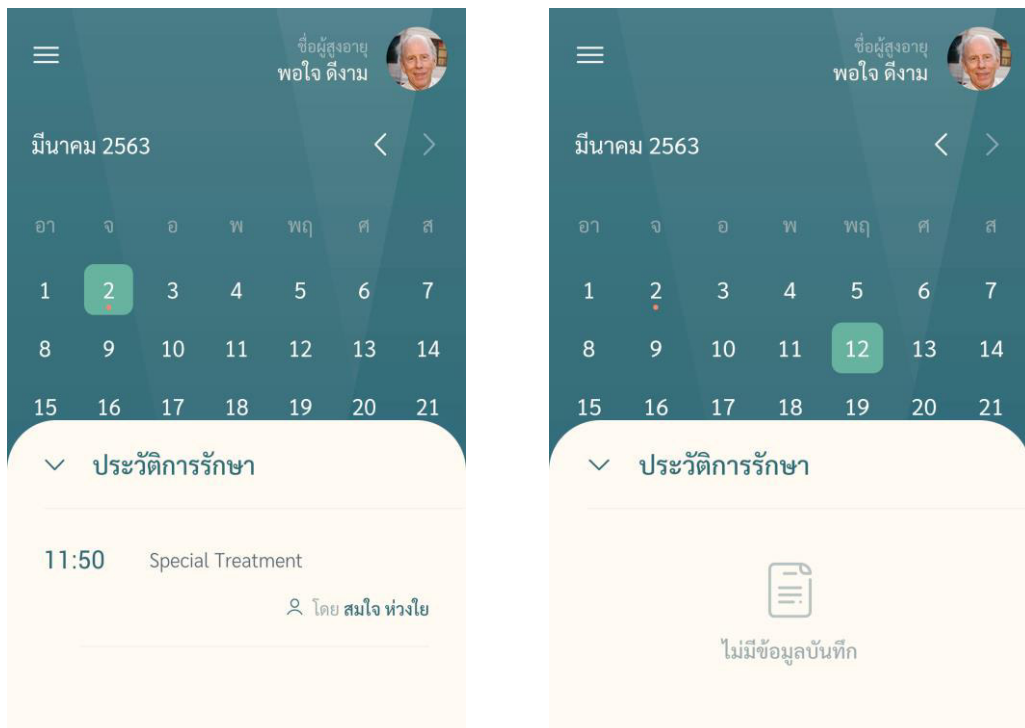 ชื่อผู้สูงอายุ
พอใจ ดีงาม
มีนาคม 2563
อา จ อ พ พฤ ศ ส
1 2 3 4 5 6 7
8 9 10 11 12 13 14
15 16 17 18 19 20 21
ประวัติการรักษา
11:50 Special Treatment
โดย สมใจ ห่วงใย
ชื่อผู้สูงอายุ
พอใจ ดีงาม
มีนาคม 2563
อา จ อ พ พฤ ศ ส
1 2 3 4 5 6 7
8 9 10 11 12 13 14
15 16 17 18 19 20 21
ประวัติการรักษา
ไม่มีข้อมูลบันทึก